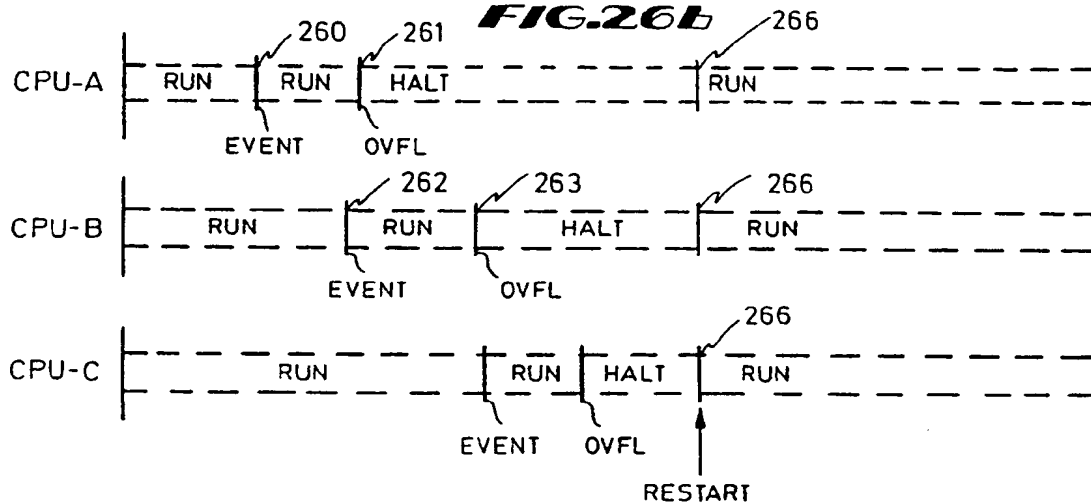 FIG.26b
260 261 266
CPU-A RUN RUN HALT RUN
EVENT OVFL
262 263 266
CPU-B RUN RUN HALT RUN
EVENT OVFL
266
CPU-C RUN RUN HALT RUN
EVENT OVFL
RESTART